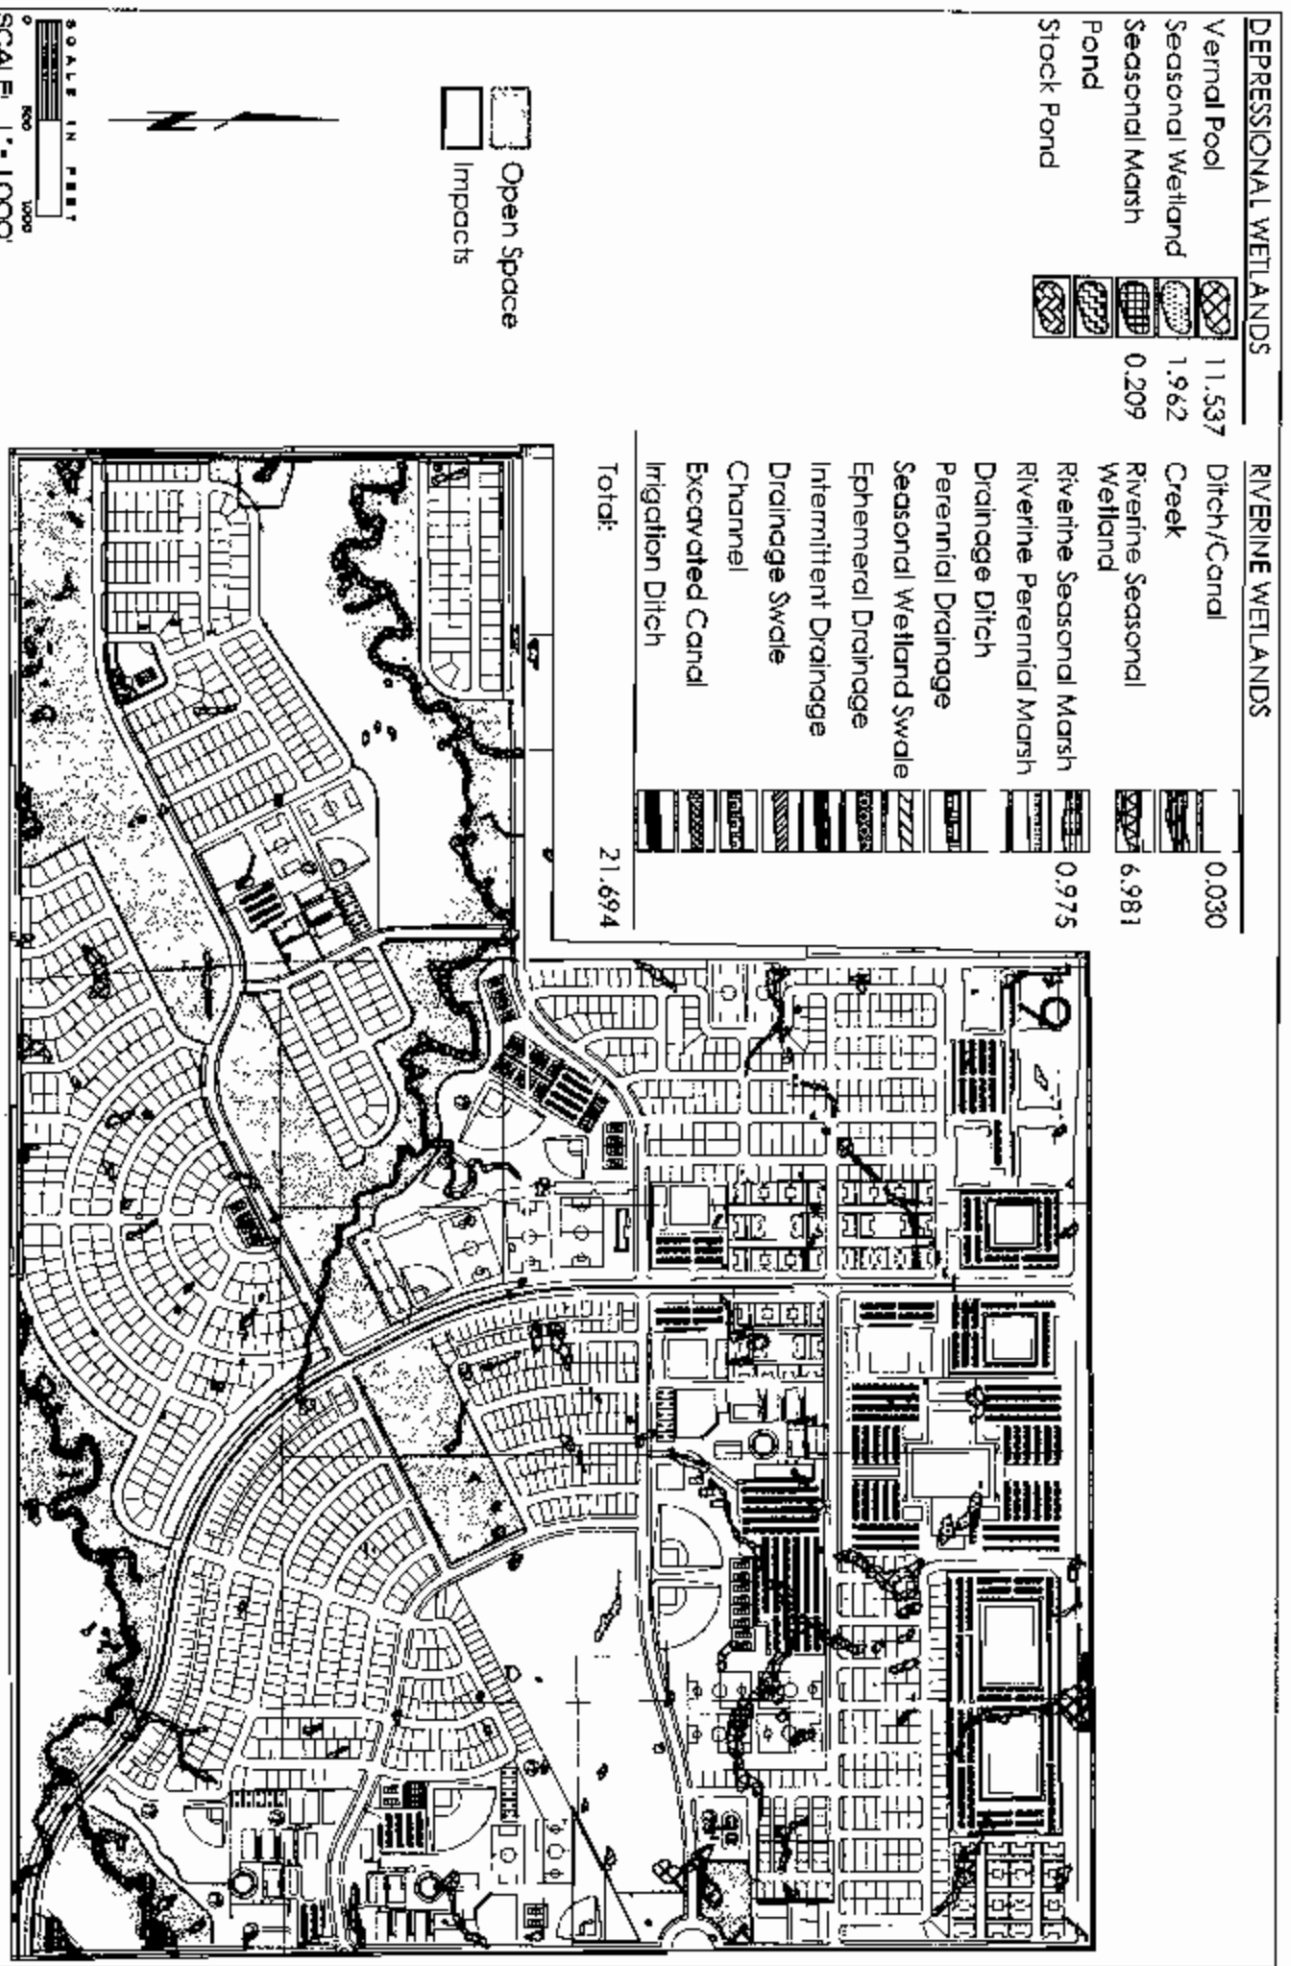 DEPRESSIONAL WETLANDS
Vernal Pool 11.537
Seasonal Wetland 1.962
Seasonal Marsh 0.209
Pond
Stock Pond
RIVERINE WETLANDS
Ditch/Canal 0.030
Creek
Riverine Seasonal
Wetland 6.981
Riverine Seasonal Marsh 0.975
Riverine Perennial Marsh
Drainage Ditch
Perennial Drainage
Seasonal Wetland Swale
Ephemeral Drainage
Intermittent Drainage
Drainage Swale
Channel
Excavated Canal
Irrigation Ditch
Total: 21.694
Open Space
Impacts
N
SCALE IN FEET
0 500 1000
SCALE: 1"= 1000'